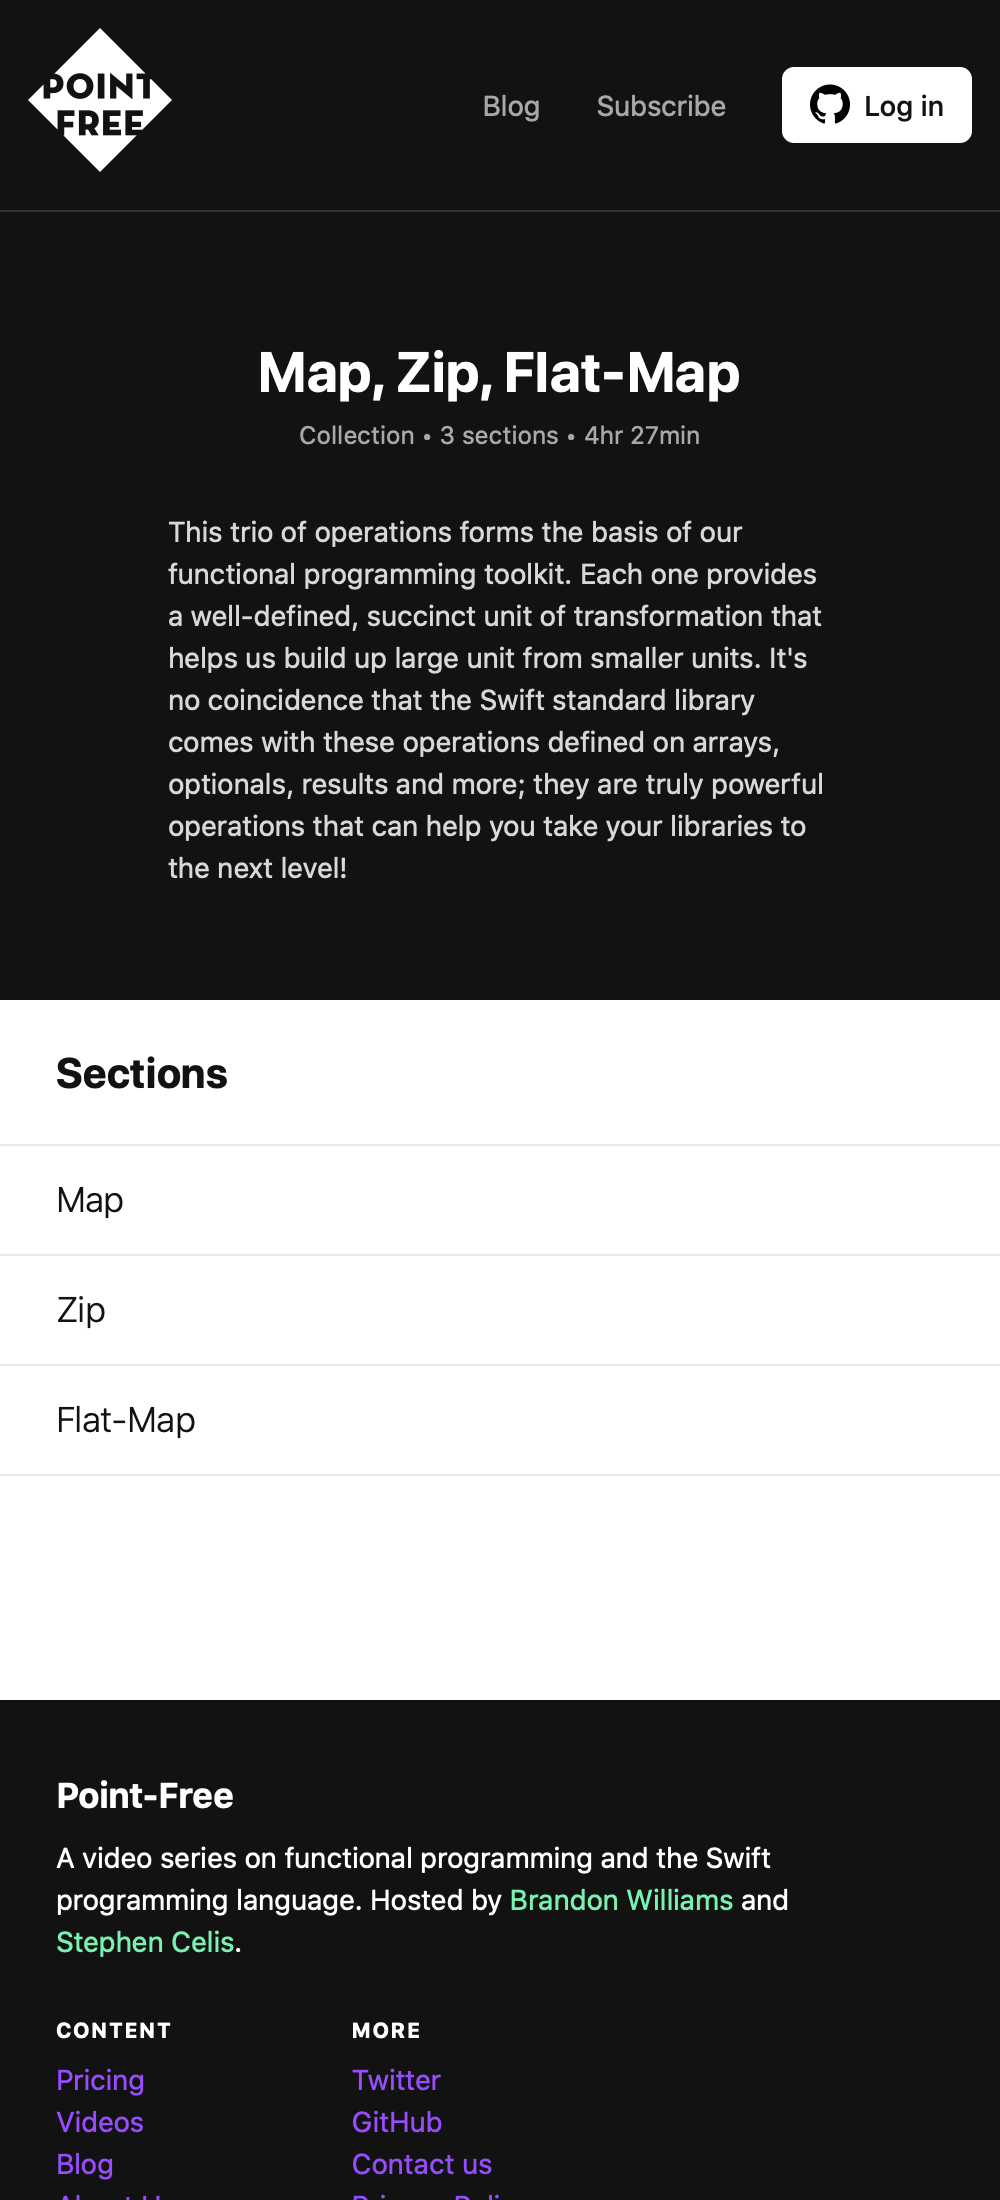 POINT
FREE
Blog
Subscribe
Log in
Map, Zip, Flat-Map
Collection • 3 sections • 4hr 27min
This trio of operations forms the basis of our
functional programming toolkit. Each one provides
a well-defined, succinct unit of transformation that
helps us build up large unit from smaller units. It's
no coincidence that the Swift standard library
comes with these operations defined on arrays,
optionals, results and more; they are truly powerful
operations that can help you take your libraries to
the next level!
Sections
Map
Zip
Flat-Map
Point-Free
A video series on functional programming and the Swift
programming language. Hosted by Brandon Williams and
Stephen Celis.
CONTENT
Pricing
Videos
Blog
MORE
Twitter
GitHub
Contact us